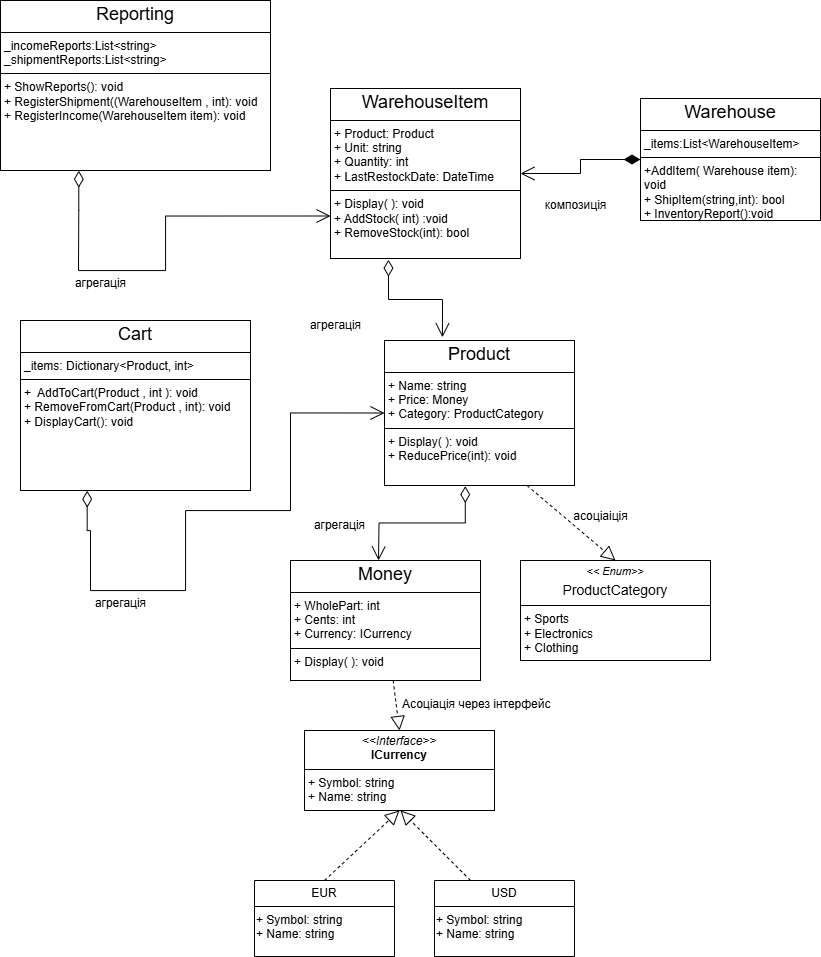 Reporting
_incomeReports:List<string>
_shipmentReports:List<string>
+ ShowReports(): void
+ RegisterShipment((WarehouseItem , int): void
+ RegisterIncome(WarehouseItem item): void
WarehouseItem
+ Product: Product
+ Unit: string
+ Quantity: int
+ LastRestockDate: DateTime
+ Display( ): void
+ AddStock( int) :void
+ RemoveStock(int): bool
Warehouse
_items:List<WarehouseItem>
+AddItem( Warehouse item):
void
+ ShipItem(string,int): bool
+ InventoryReport():void
композиція
агрегація
агрегація
Cart
_items: Dictionary<Product, int>
+  AddToCart(Product , int ): void
+ RemoveFromCart(Product , int): void
+ DisplayCart(): void
Product
+ Name: string
+ Price: Money
+ Category: ProductCategory
+ Display( ): void
+ ReducePrice(int): void
агрегація
асоціаіція
агрегація
Money
+ WholePart: int
+ Cents: int
+ Currency: ICurrency
+ Display( ): void
<< Enum>>
ProductCategory
+ Sports
+ Electronics
+ Clothing
Асоціація через інтерфейс
<<Interface>>
ICurrency
+ Symbol: string
+ Name: string
EUR
+ Symbol: string
+ Name: string
USD
+ Symbol: string
+ Name: string